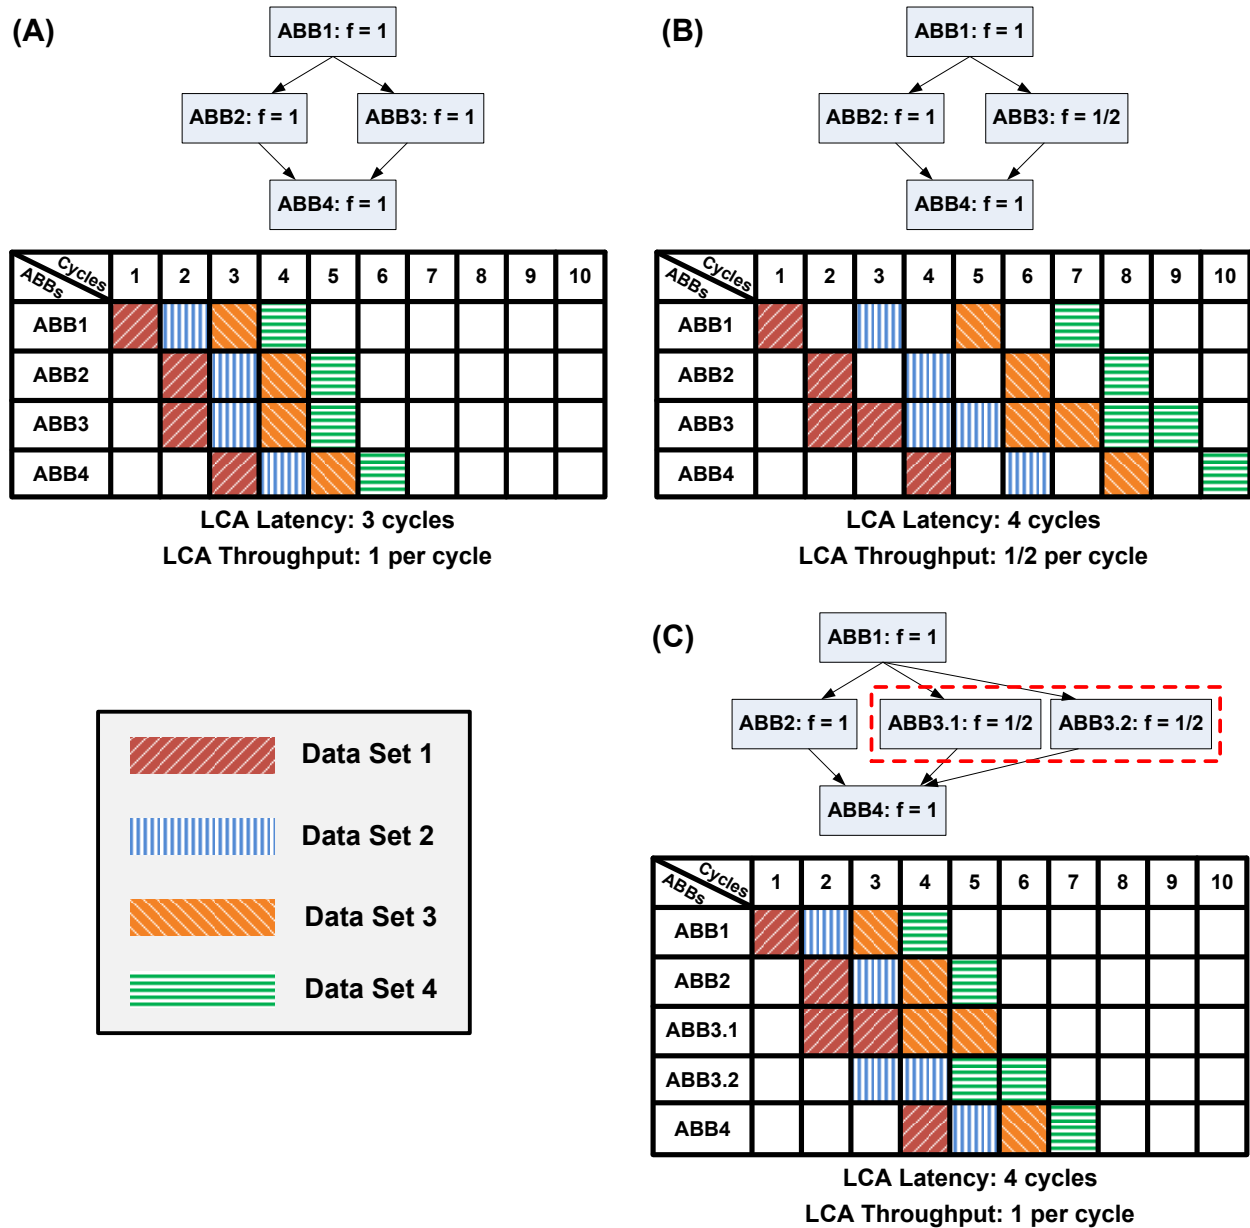 (A)
ABB1: f = 1
ABB2: f = 1
ABB3: f = 1
ABB4: f = 1
Cycles
ABBs
1 2 3 4 5 6 7 8 9 10
ABB1
ABB2
ABB3
ABB4
LCA Latency: 3 cycles
LCA Throughput: 1 per cycle
(B)
ABB1: f = 1
ABB2: f = 1
ABB3: f = 1/2
ABB4: f = 1
Cycles
ABBs
1 2 3 4 5 6 7 8 9 10
ABB1
ABB2
ABB3
ABB4
LCA Latency: 4 cycles
LCA Throughput: 1/2 per cycle
Data Set 1
Data Set 2
Data Set 3
Data Set 4
(C)
ABB1: f = 1
ABB2: f = 1
ABB3.1: f = 1/2
ABB3.2: f = 1/2
ABB4: f = 1
Cycles
ABBs
1 2 3 4 5 6 7 8 9 10
ABB1
ABB2
ABB3.1
ABB3.2
ABB4
LCA Latency: 4 cycles
LCA Throughput: 1 per cycle